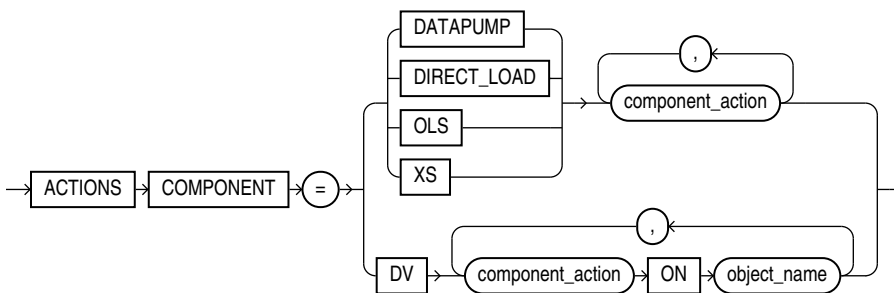 DATAPUMP
,
DIRECT_LOAD
component_action
OLS
XS
ACTIONS COMPONENT =
,
DV component_action ON object_name